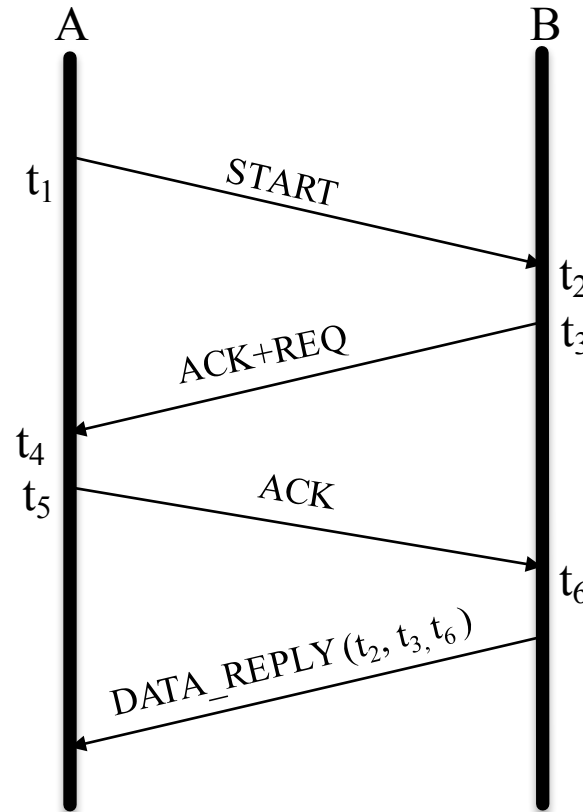 A
B
t1
START
t2
t3
ACK+REQ
t4
t5
ACK
t6
DATA_REPLY (t2, t3, t6)